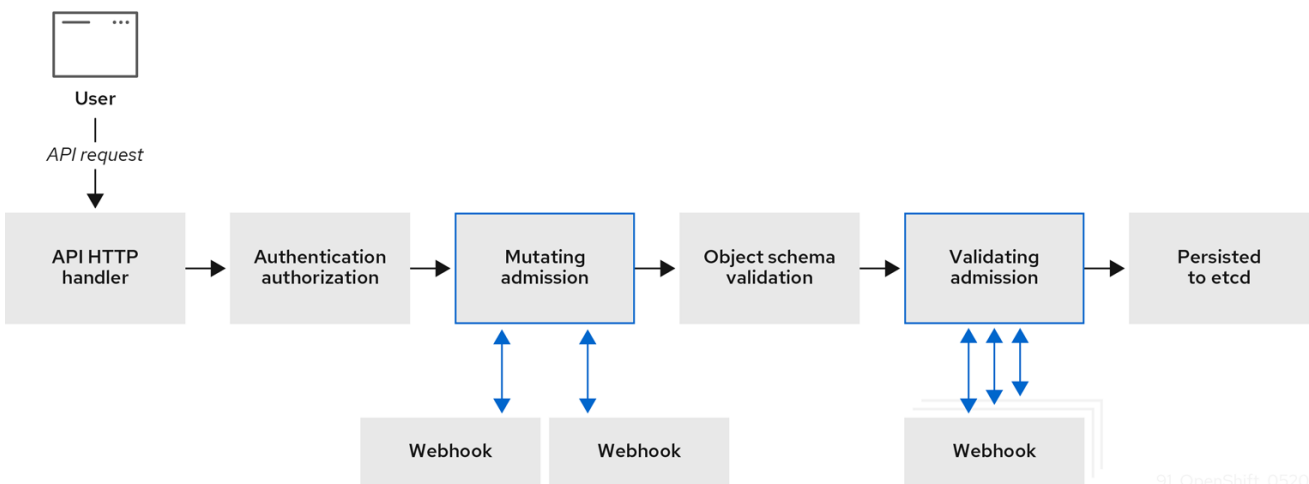 User
API request
API HTTP
handler
Authentication
authorization
Mutating
admission
Object schema
validation
Validating
admission
Persisted
to etcd
Webhook
Webhook
Webhook
91_OpenShift_0520